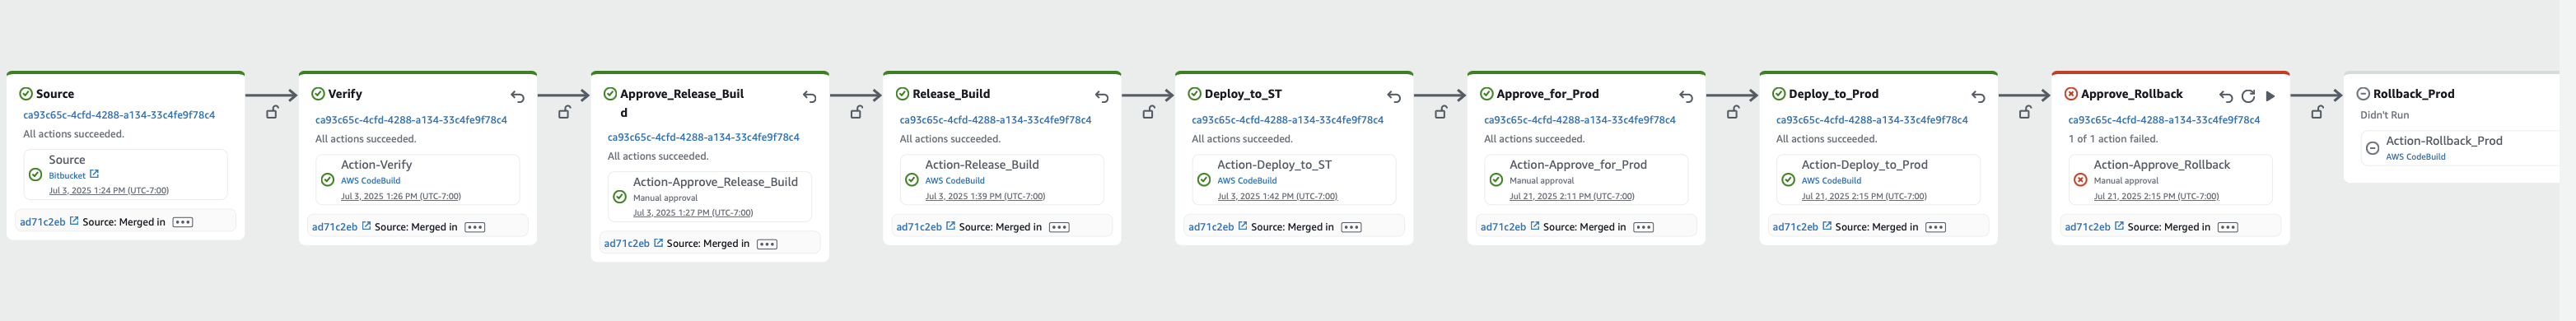 Source
ca93c65c-4cfd-4288-a134-33c4fe9f78c4
All actions succeeded.
Source
Bitbucket
Jul 3, 2025 1:24 PM (UTC-7:00)
ad71c2eb Source: Merged in
Verify
ca93c65c-4cfd-4288-a134-33c4fe9f78c4
All actions succeeded.
Action-Verify
AWS CodeBuild
Jul 3, 2025 1:26 PM (UTC-7:00)
ad71c2eb Source: Merged in
Approve_Release_Buil
d
ca93c65c-4cfd-4288-a134-33c4fe9f78c4
All actions succeeded.
Action-Approve_Release_Build
Manual approval
Jul 3, 2025 1:27 PM (UTC-7:00)
ad71c2eb Source: Merged in
Release_Build
ca93c65c-4cfd-4288-a134-33c4fe9f78c4
All actions succeeded.
Action-Release_Build
AWS CodeBuild
Jul 3, 2025 1:39 PM (UTC-7:00)
ad71c2eb Source: Merged in
Deploy_to_ST
ca93c65c-4cfd-4288-a134-33c4fe9f78c4
All actions succeeded.
Action-Deploy_to_ST
AWS CodeBuild
Jul 3, 2025 1:42 PM (UTC-7:00)
ad71c2eb Source: Merged in
Approve_for_Prod
ca93c65c-4cfd-4288-a134-33c4fe9f78c4
All actions succeeded.
Action-Approve_for_Prod
Manual approval
Jul 21, 2025 2:11 PM (UTC-7:00)
ad71c2eb Source: Merged in
Deploy_to_Prod
ca93c65c-4cfd-4288-a134-33c4fe9f78c4
All actions succeeded.
Action-Deploy_to_Prod
AWS CodeBuild
Jul 21, 2025 2:15 PM (UTC-7:00)
ad71c2eb Source: Merged in
Approve_Rollback
ca93c65c-4cfd-4288-a134-33c4fe9f78c4
1 of 1 action failed.
Action-Approve_Rollback
Manual approval
Jul 21, 2025 2:15 PM (UTC-7:00)
ad71c2eb Source: Merged in
Rollback_Prod
Didn't Run
Action-Rollback_Prod
AWS CodeBuild